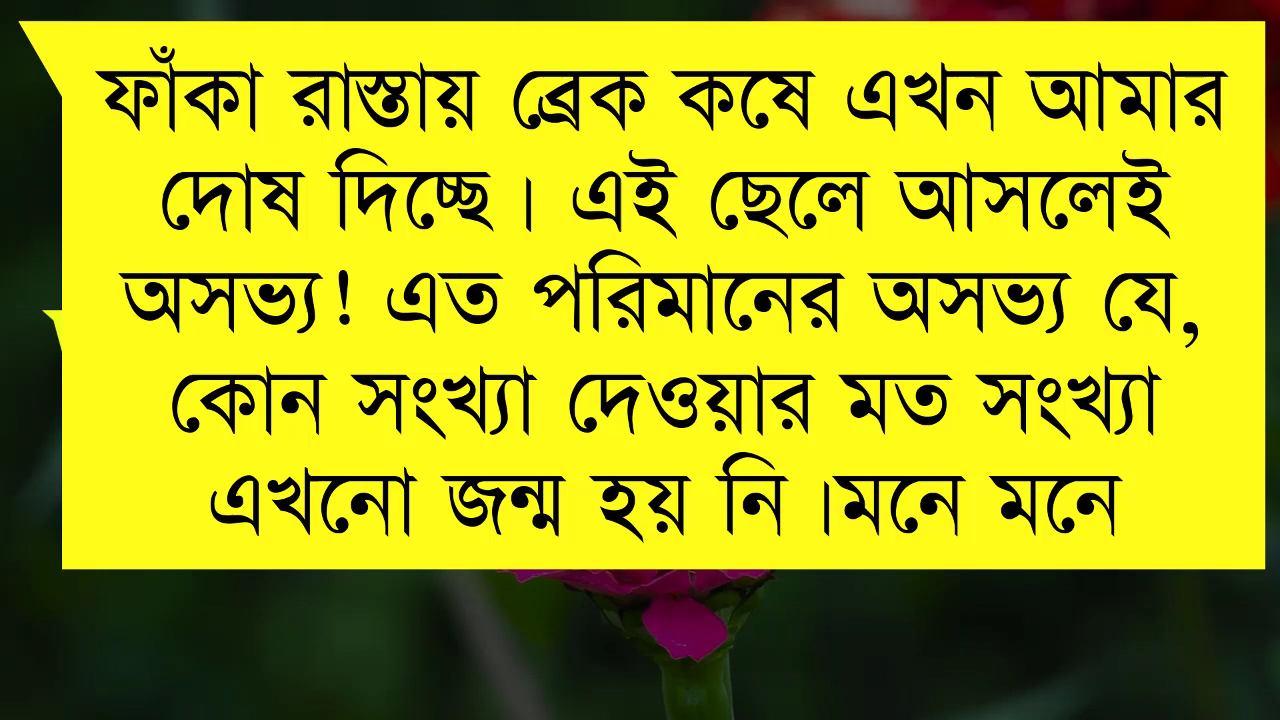 ফাঁকা রাস্তায় ব্রেক কষে এখন আমার
দোষ দিচ্ছে। এই ছেলে আসলেই
অসভ্য! এত পরিমানের অসভ্য যে,
কোন সংখ্যা দেওয়ার মত সংখ্যা
এখনো জন্ম হয় নি।মনে মনে